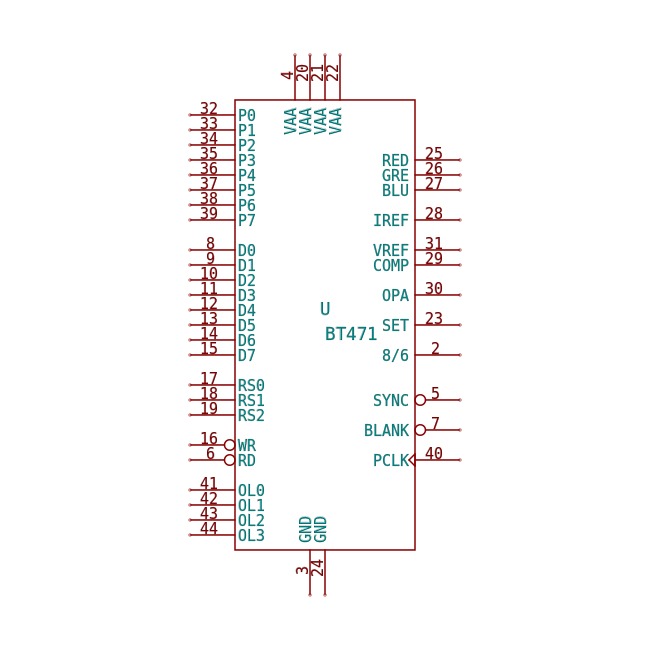 4 20 21 22
VAA VAA VAA VAA
32 P0
33 P1
34 P2
35 P3 RED 25
36 P4 GRE 26
37 P5 BLU 27
38 P6
39 P7 IREF 28
8 D0 VREF 31
9 D1 COMP 29
10 D2
11 D3 OPA 30
12 D4 U
13 D5 SET 23
BT471
14 D6
15 D7 8/6 2
17 RS0
18 RS1 SYNC 5
19 RS2
BLANK 7
16 WR
6 RD PCLK 40
41 OL0
42 OL1
43 OL2
44 OL3
GND GND
3 24